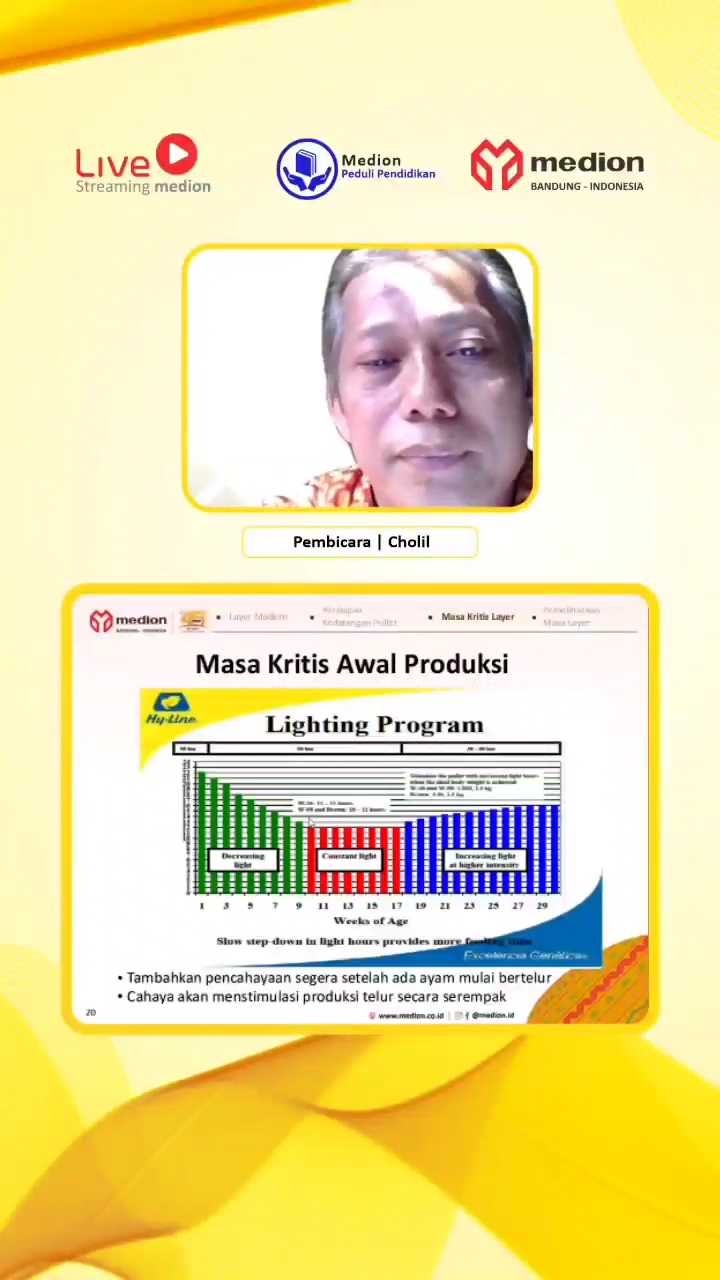 Live
Streaming medion
Medion
Peduli Pendidikan
medion
BANDUNG - INDONESIA
Pembicara | Cholil
medion
Layer Modern
Persiapan
Kedatangan Pullet
Masa Kritis Layer
Pemeliharaan
Masa Layer
Masa Kritis Awal Produksi
Hy-Line
Lighting Program
Decreasing
light
Constant light
Increasing light
at higher intensity
1 3 5 7 9 11 13 15 17 19 21 23 25 27 29
Weeks of Age
Slow step-down in light hours provides more feeding time
Excelencia Genética
• Tambahkan pencahayaan segera setelah ada ayam mulai bertelur
• Cahaya akan menstimulasi produksi telur secara serempak
20
www.medion.co.id | @medion.id